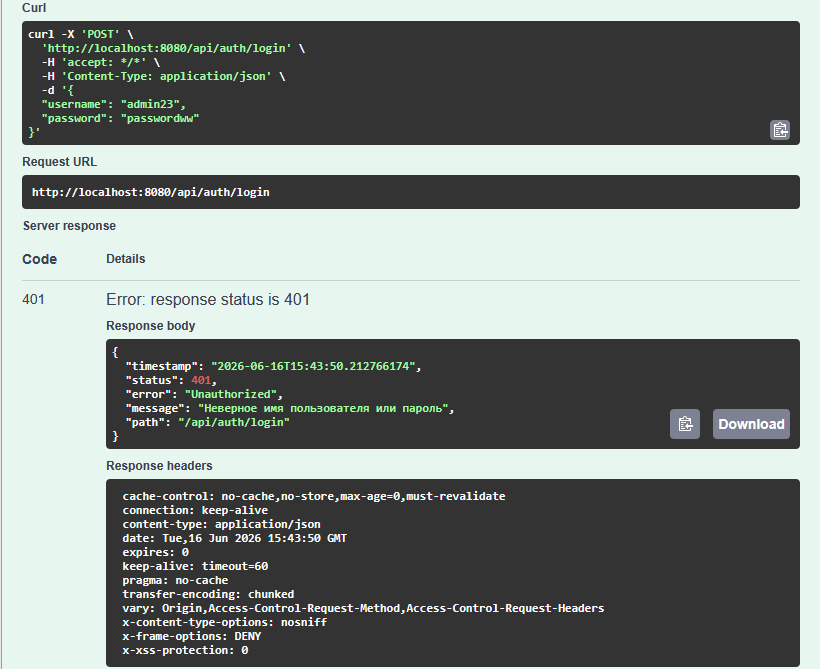 Curl
curl -X 'POST' \
  'http://localhost:8080/api/auth/login' \
  -H 'accept: */*' \
  -H 'Content-Type: application/json' \
  -d '{
  "username": "admin23",
  "password": "passwordww"
}'
Request URL
http://localhost:8080/api/auth/login
Server response
Code Details
401 Error: response status is 401
Response body
{
  "timestamp": "2026-06-16T15:43:50.212766174",
  "status": 401,
  "error": "Unauthorized",
  "message": "Неверное имя пользователя или пароль",
  "path": "/api/auth/login"
}
Download
Response headers
cache-control: no-cache,no-store,max-age=0,must-revalidate
connection: keep-alive
content-type: application/json
date: Tue,16 Jun 2026 15:43:50 GMT
expires: 0
keep-alive: timeout=60
pragma: no-cache
transfer-encoding: chunked
vary: Origin,Access-Control-Request-Method,Access-Control-Request-Headers
x-content-type-options: nosniff
x-frame-options: DENY
x-xss-protection: 0